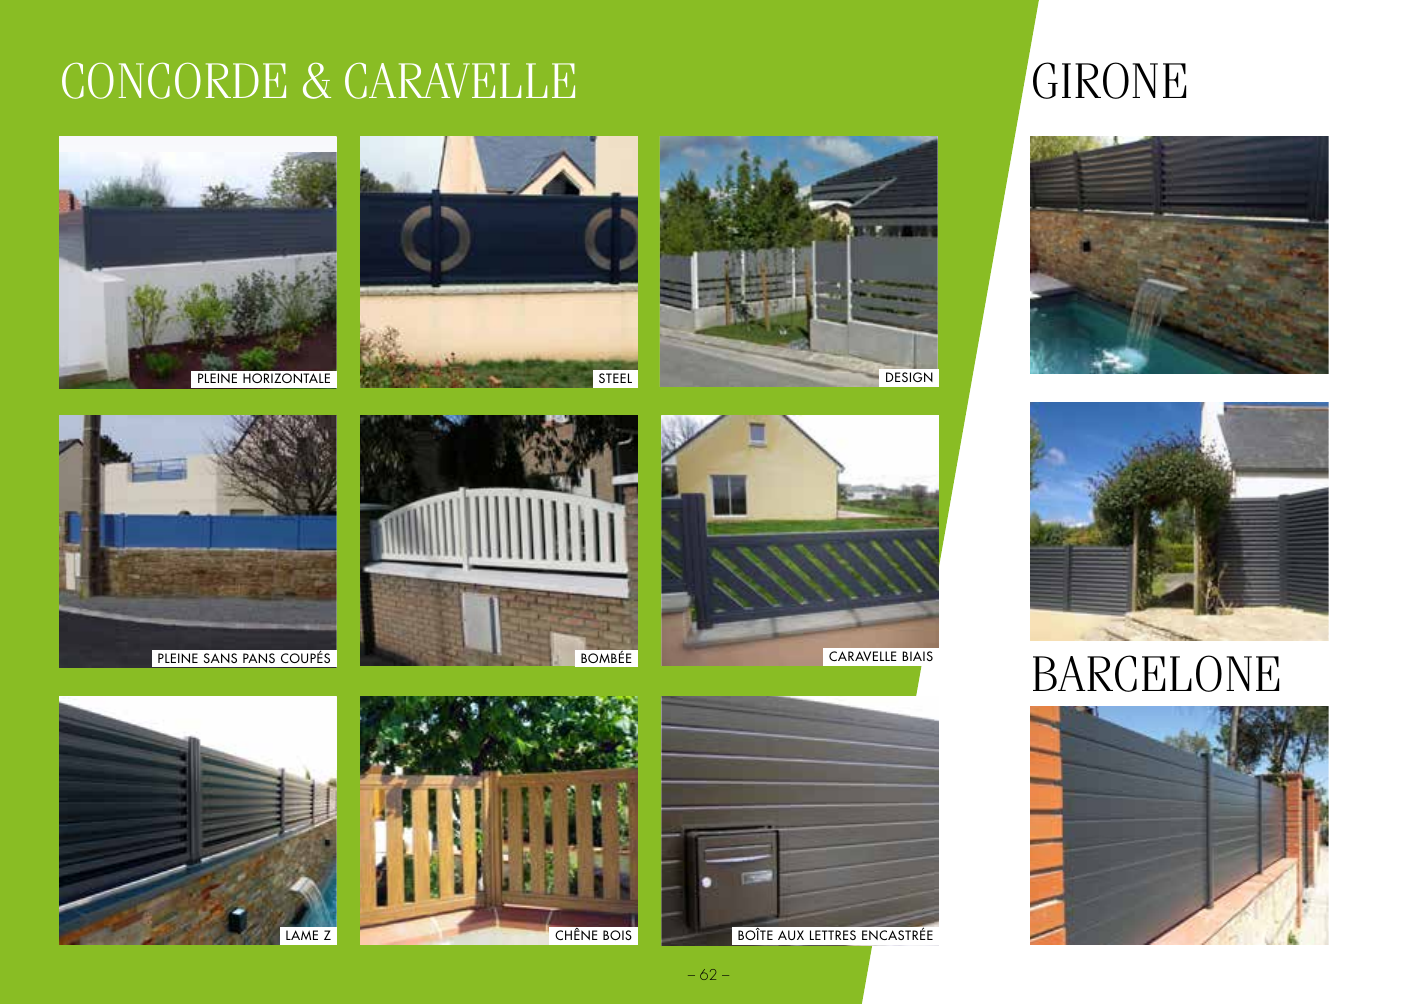 CONCORDE & CARAVELLE
GIRONE
PLEINE HORIZONTALE
STEEL
DESIGN
PLEINE SANS PANS COUPÉS
BOMBÉE
CARAVELLE BIAIS
BARCELONE
LAME Z
CHÊNE BOIS
BOÎTE AUX LETTRES ENCASTRÉE
– 62 –